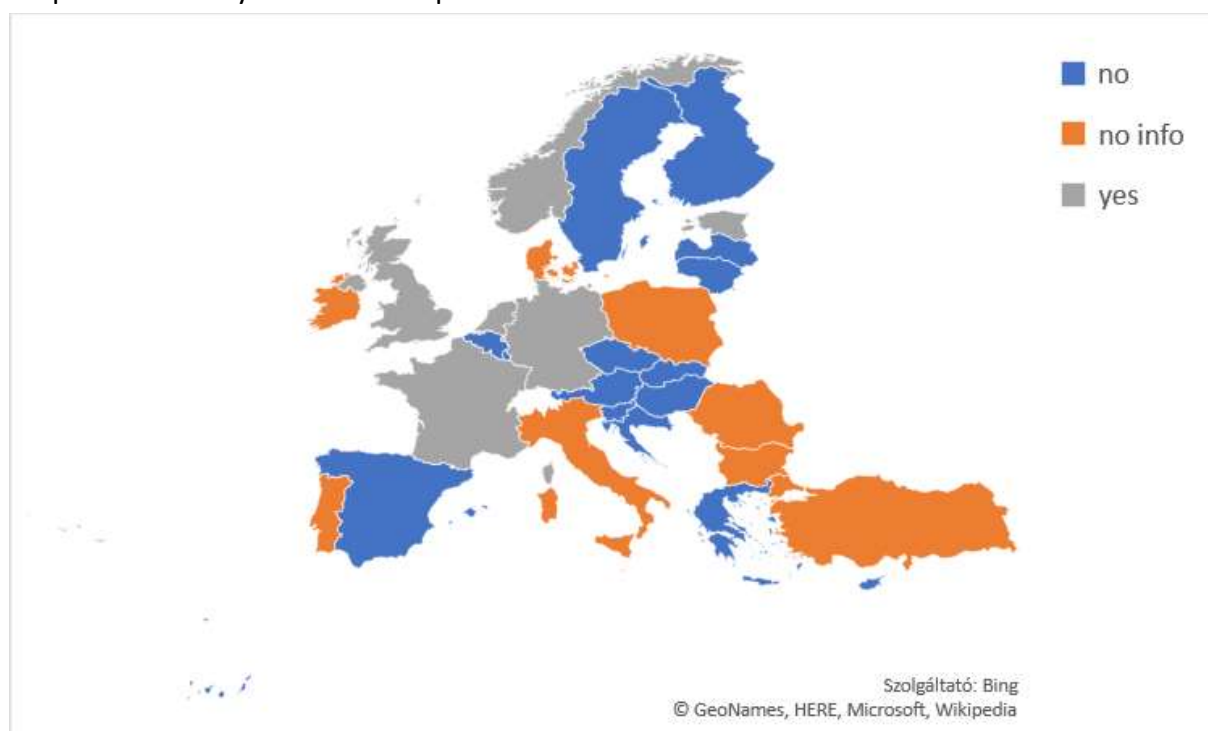 no
no info
yes
Szolgáltató: Bing
© GeoNames, HERE, Microsoft, Wikipedia